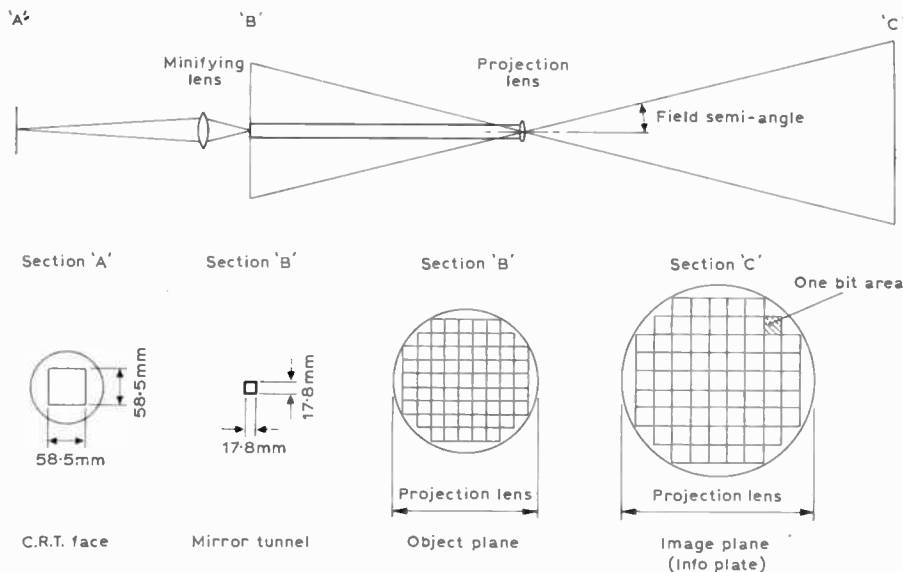 'A'
'B'
'C'
Minifying
lens
Projection
lens
Field semi-angle
Section 'A'
Section 'B'
Section 'B'
Section 'C'
One bit area
58·5mm
58·5mm
17·8mm
17·8mm
Projection lens
Projection lens
C.R.T. face
Mirror tunnel
Object plane
Image plane
(Info plate)